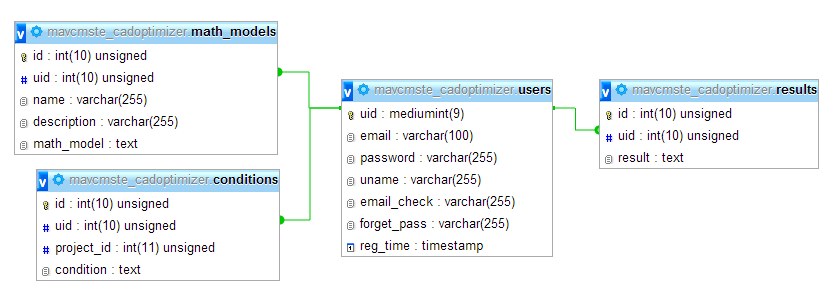 v mavcmste_cadoptimizer.math_models
id : int(10) unsigned
# uid : int(10) unsigned
name : varchar(255)
description : varchar(255)
math_model : text
v mavcmste_cadoptimizer.conditions
id : int(10) unsigned
# uid : int(10) unsigned
# project_id : int(11) unsigned
condition : text
v mavcmste_cadoptimizer.users
uid : mediumint(9)
email : varchar(100)
password : varchar(255)
uname : varchar(255)
email_check : varchar(255)
forget_pass : varchar(255)
reg_time : timestamp
v mavcmste_cadoptimizer.results
id : int(10) unsigned
# uid : int(10) unsigned
result : text